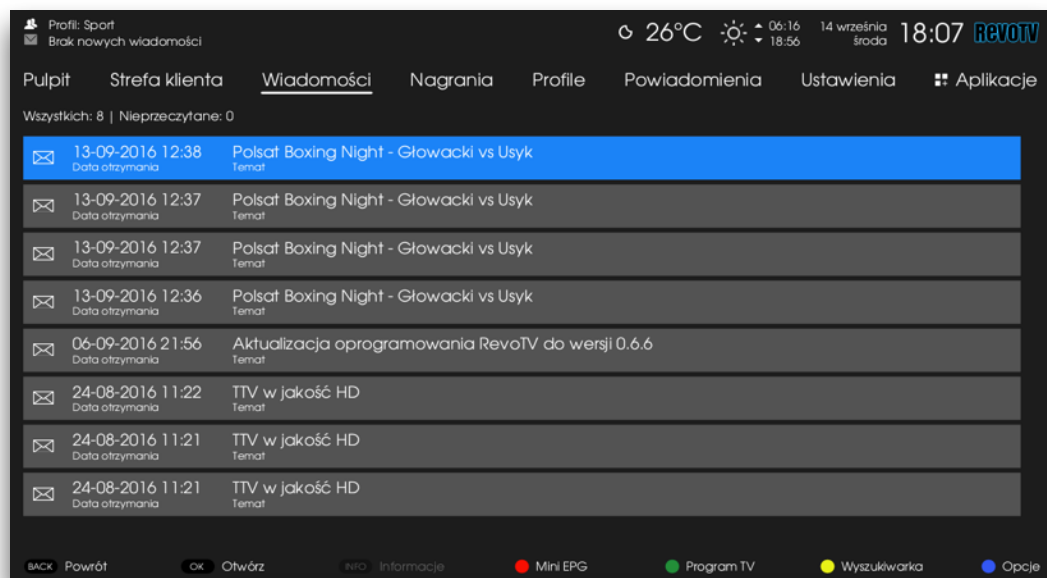 Profil: Sport
Brak nowych wiadomości
26°C
06:16
18:56
14 września
środa
18:07
REVOTV
Pulpit Strefa klienta Wiadomości Nagrania Profile Powiadomienia Ustawienia Aplikacje
Wszystkich: 8 | Nieprzeczytane: 0
13-09-2016 12:38 Polsat Boxing Night - Głowacki vs Usyk
Data otrzymania Temat
13-09-2016 12:37 Polsat Boxing Night - Głowacki vs Usyk
Data otrzymania Temat
13-09-2016 12:37 Polsat Boxing Night - Głowacki vs Usyk
Data otrzymania Temat
13-09-2016 12:36 Polsat Boxing Night - Głowacki vs Usyk
Data otrzymania Temat
06-09-2016 21:56 Aktualizacja oprogramowania RevoTV do wersji 0.6.6
Data otrzymania Temat
24-08-2016 11:22 TTV w jakość HD
Data otrzymania Temat
24-08-2016 11:21 TTV w jakość HD
Data otrzymania Temat
24-08-2016 11:21 TTV w jakość HD
Data otrzymania Temat
BACK Powrót OK Otwórz INFO Informacje Mini EPG Program TV Wyszukiwarka Opcje